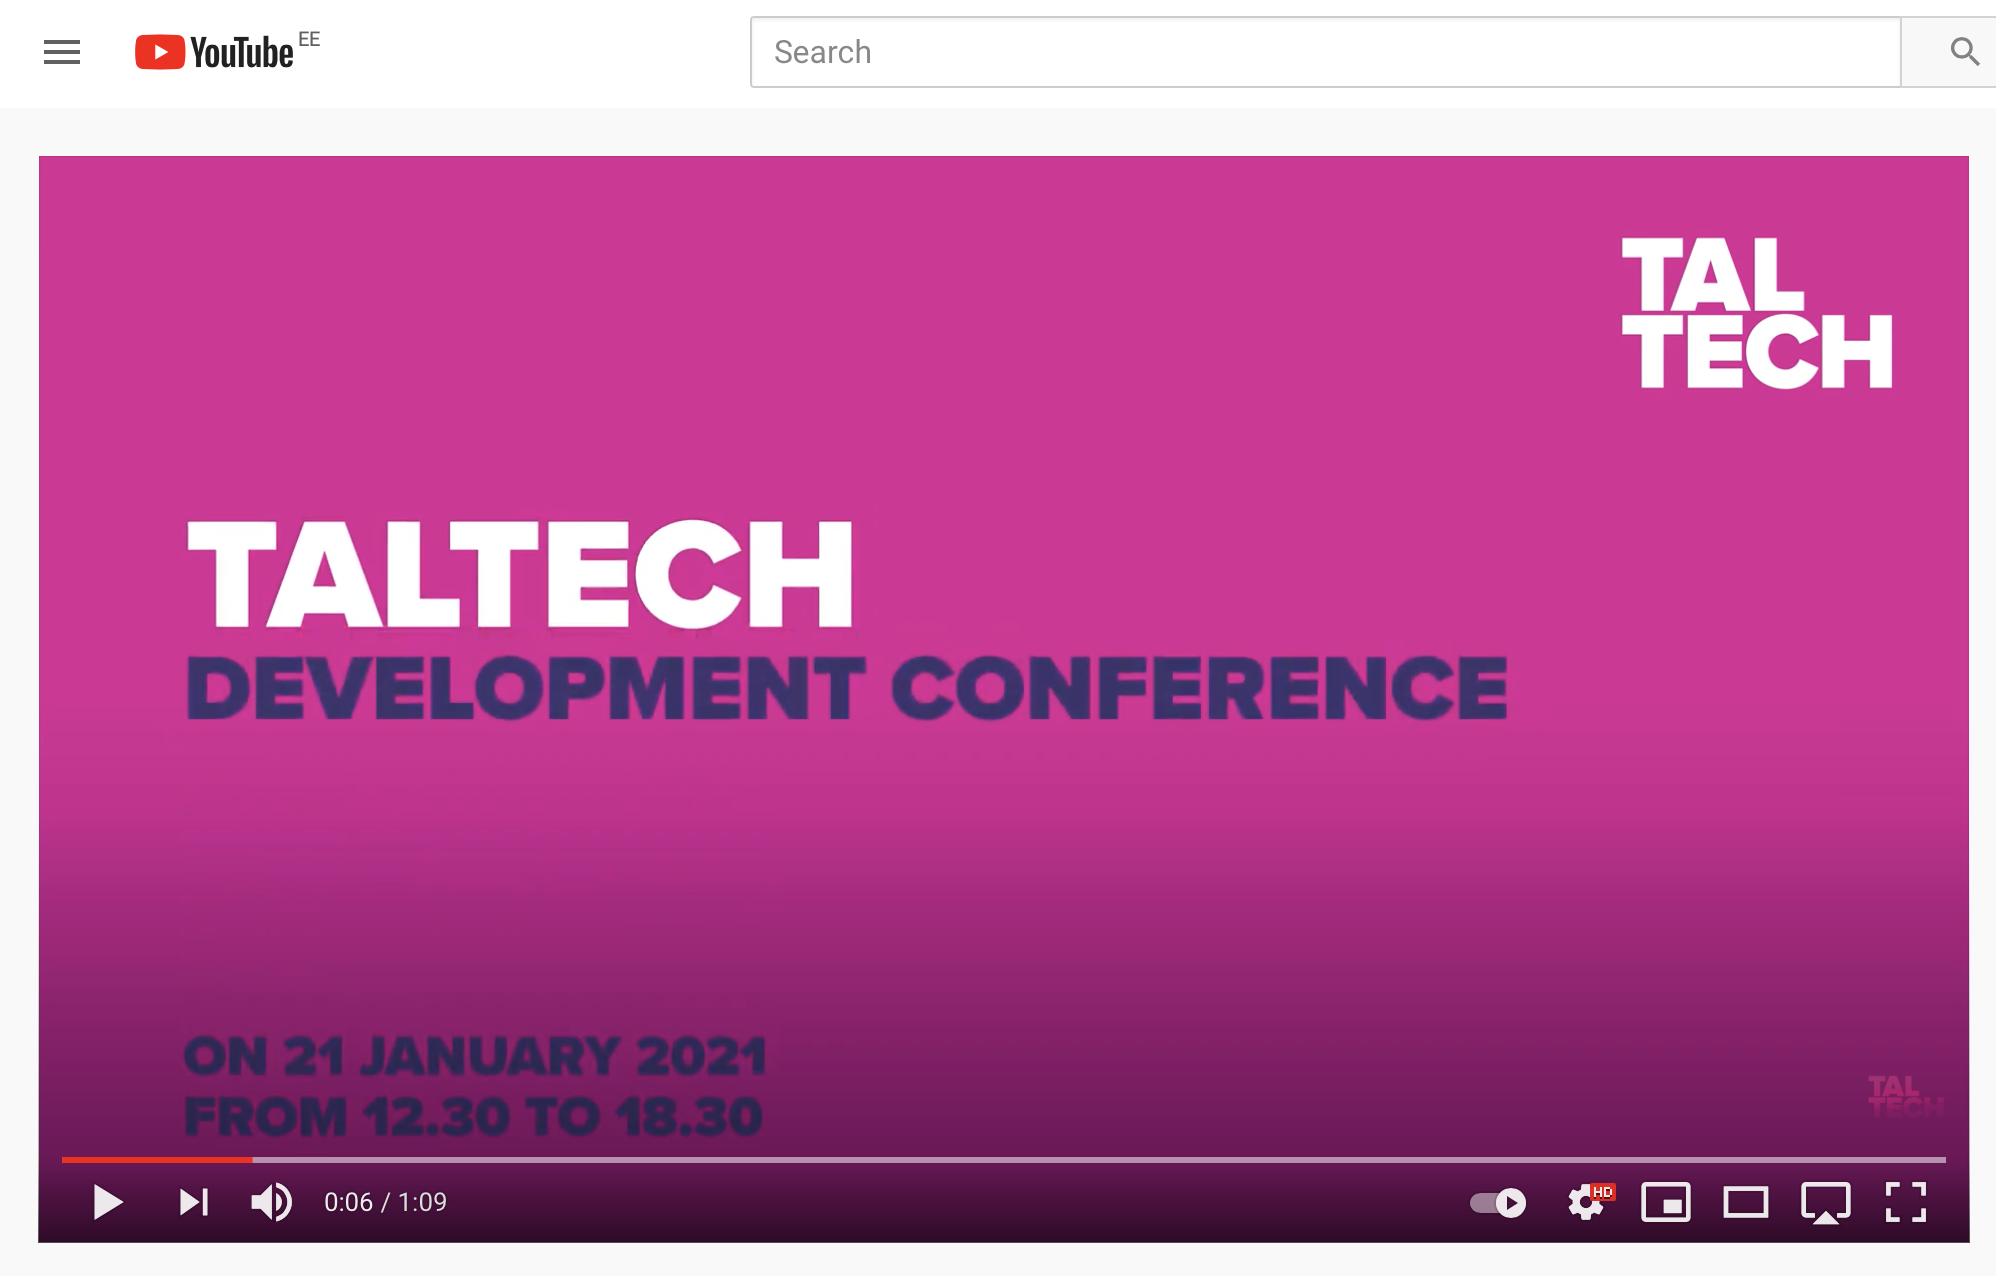 YouTube EE
Search
TAL
TECH
TALTECH
DEVELOPMENT CONFERENCE
ON 21 JANUARY 2021
FROM 12.30 TO 18.30
TAL
TECH
0:06 / 1:09
HD